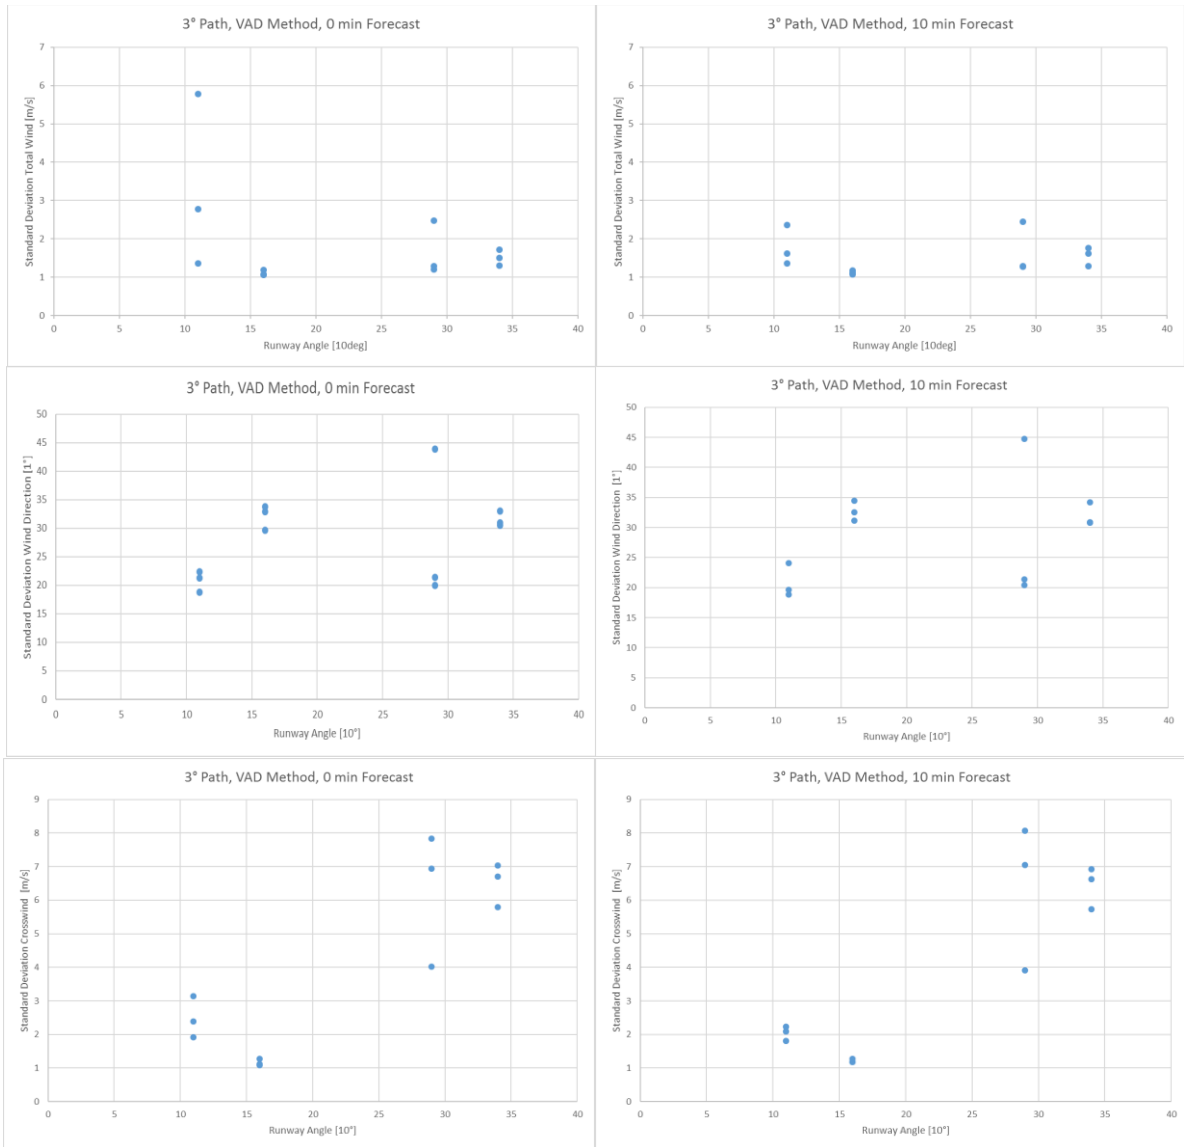 3° Path, VAD Method, 0 min Forecast
Standard Deviation Total Wind [m/s]
7
6
5
4
3
2
1
0
0 5 10 15 20 25 30 35 40
Runway Angle [10deg]
3° Path, VAD Method, 10 min Forecast
Standard Deviation Total Wind [m/s]
7
6
5
4
3
2
1
0
0 5 10 15 20 25 30 35 40
Runway Angle [10deg]
3° Path, VAD Method, 0 min Forecast
Standard Deviation Wind Direction [1°]
50
45
40
35
30
25
20
15
10
5
0
0 5 10 15 20 25 30 35 40
Runway Angle [10°]
3° Path, VAD Method, 10 min Forecast
Standard Deviation Wind Direction [1°]
50
45
40
35
30
25
20
15
10
5
0
0 5 10 15 20 25 30 35 40
Runway Angle [10°]
3° Path, VAD Method, 0 min Forecast
Standard Deviation Crosswind [m/s]
9
8
7
6
5
4
3
2
1
0
0 5 10 15 20 25 30 35 40
Runway Angle [10°]
3° Path, VAD Method, 10 min Forecast
Standard Deviation Crosswind [m/s]
9
8
7
6
5
4
3
2
1
0
0 5 10 15 20 25 30 35 40
Runway Angle [10°]